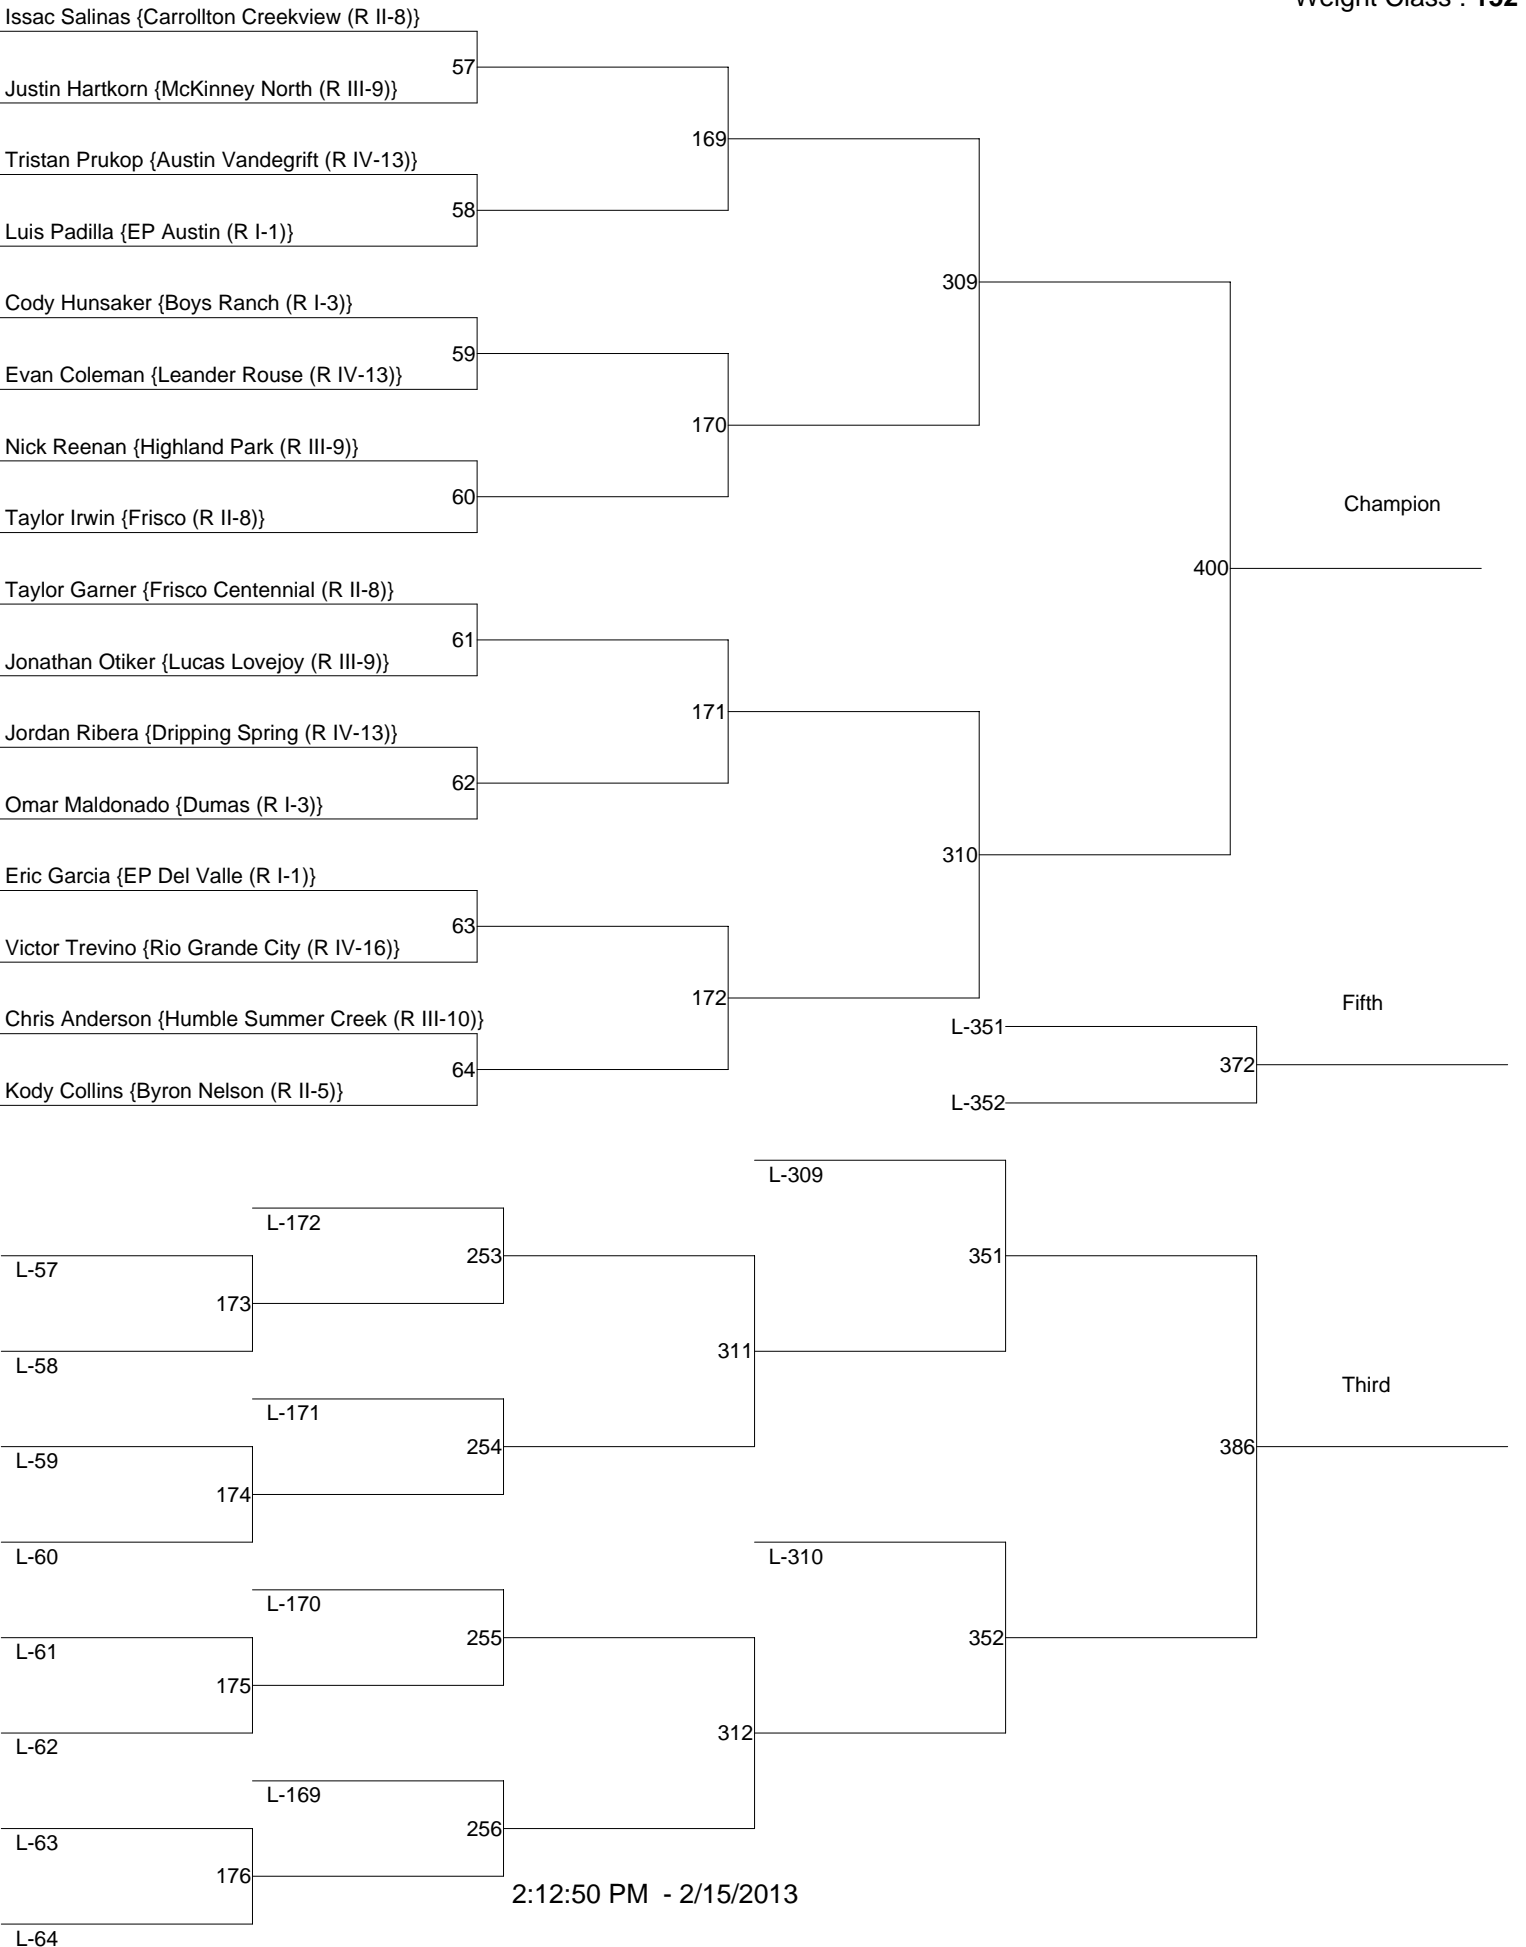 Weight Class : 152
Issac Salinas {Carrollton Creekview (R II-8)}
57
Justin Hartkorn {McKinney North (R III-9)}
169
Tristan Prukop {Austin Vandegrift (R IV-13)}
58
Luis Padilla {EP Austin (R I-1)}
309
Cody Hunsaker {Boys Ranch (R I-3)}
59
Evan Coleman {Leander Rouse (R IV-13)}
170
Nick Reenan {Highland Park (R III-9)}
60
Taylor Irwin {Frisco (R II-8)}
Champion
400
Taylor Garner {Frisco Centennial (R II-8)}
61
Jonathan Otiker {Lucas Lovejoy (R III-9)}
171
Jordan Ribera {Dripping Spring (R IV-13)}
62
Omar Maldonado {Dumas (R I-3)}
310
Eric Garcia {EP Del Valle (R I-1)}
63
Victor Trevino {Rio Grande City (R IV-16)}
172
Chris Anderson {Humble Summer Creek (R III-10)}
64
Kody Collins {Byron Nelson (R II-5)}
Fifth
L-351
372
L-352
L-309
L-172
253
351
L-57
173
311
L-58
Third
L-171
254
386
L-59
174
L-60
L-310
L-170
255
352
L-61
175
312
L-62
L-169
256
L-63
176
2:12:50 PM - 2/15/2013
L-64